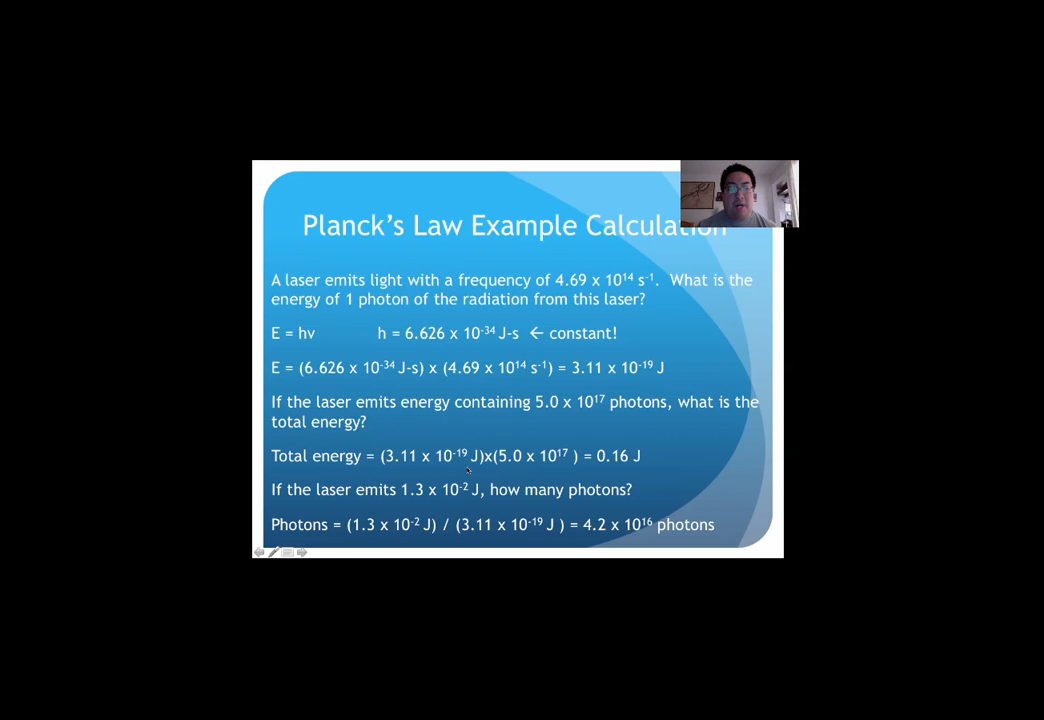 Planck's Law Example Calculation
A laser emits light with a frequency of 4.69 x 10¹⁴ s⁻¹. What is the
energy of 1 photon of the radiation from this laser?
E = hν h = 6.626 x 10⁻³⁴ J-s ← constant!
E = (6.626 x 10⁻³⁴ J-s) x (4.69 x 10¹⁴ s⁻¹) = 3.11 x 10⁻¹⁹ J
If the laser emits energy containing 5.0 x 10¹⁷ photons, what is the
total energy?
Total energy = (3.11 x 10⁻¹⁹ J)x(5.0 x 10¹⁷ ) = 0.16 J
If the laser emits 1.3 x 10⁻² J, how many photons?
Photons = (1.3 x 10⁻² J) / (3.11 x 10⁻¹⁹ J ) = 4.2 x 10¹⁶ photons